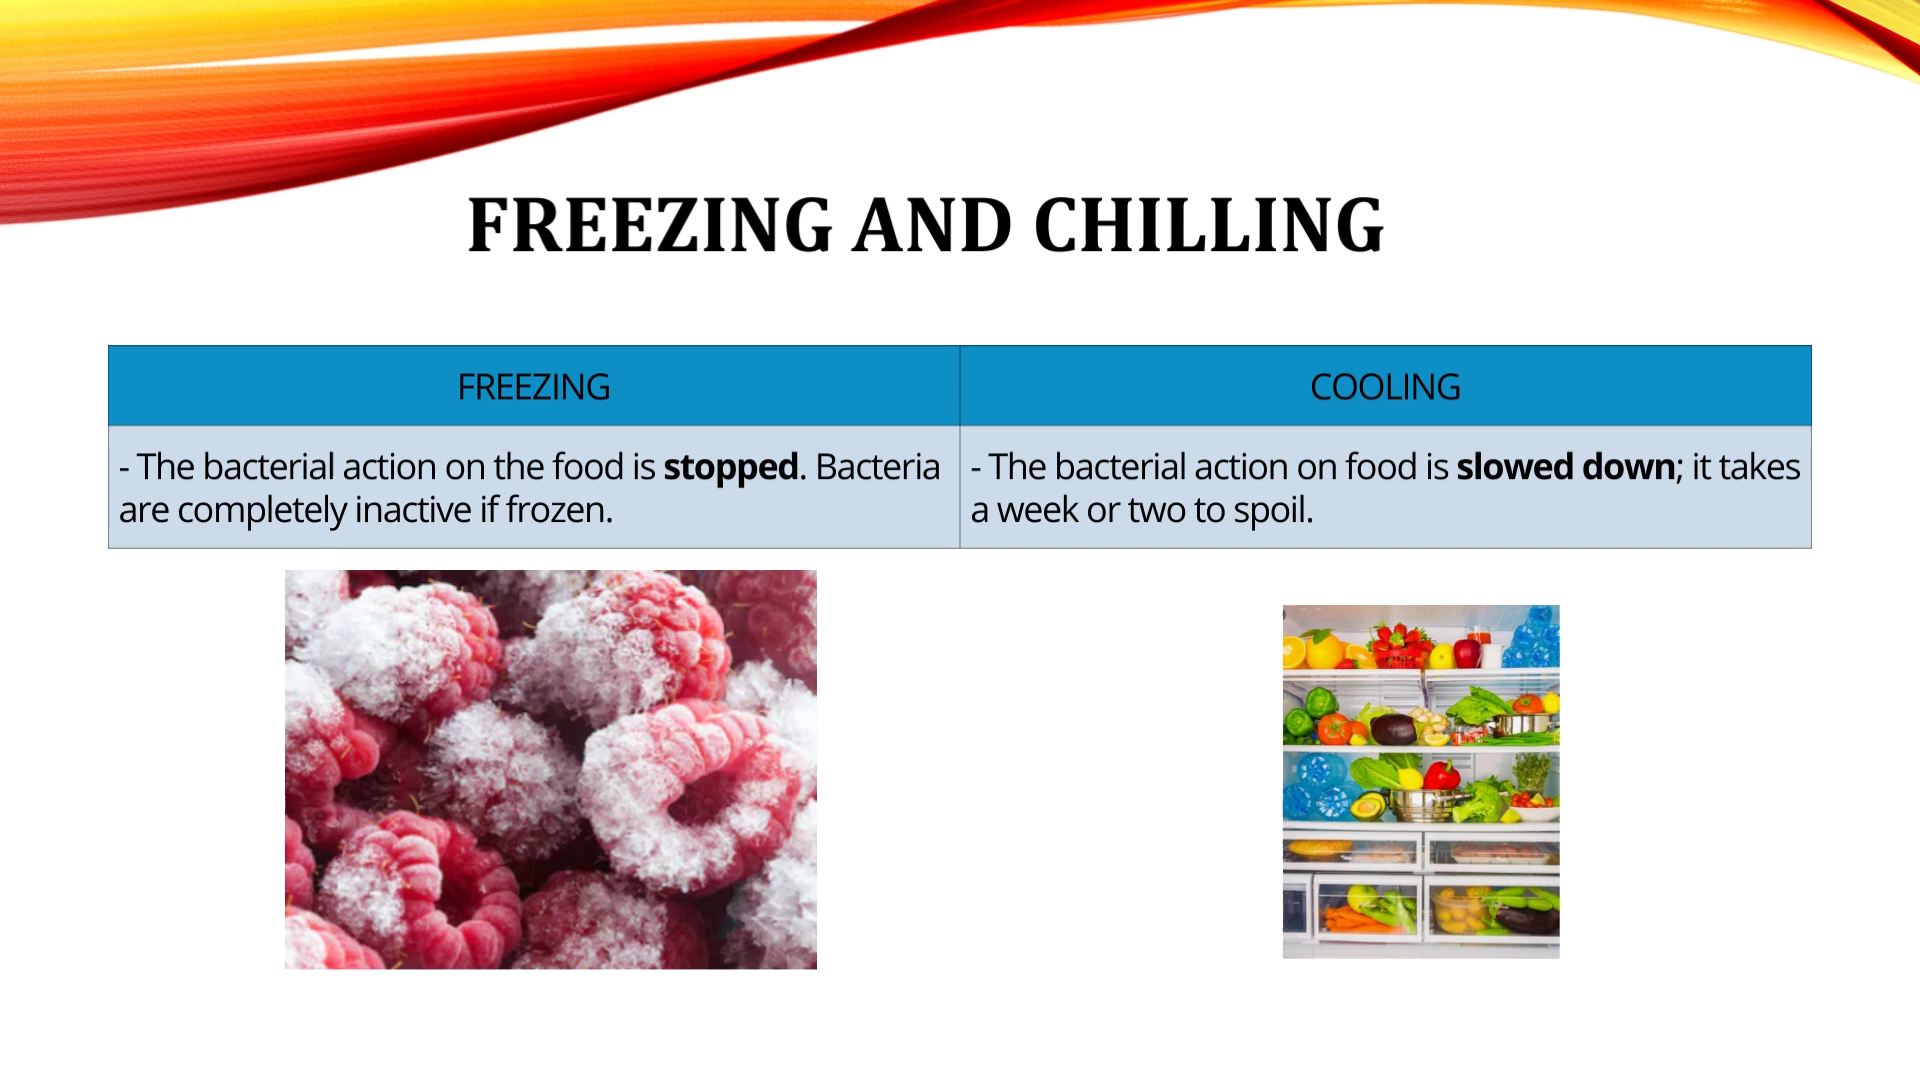 FREEZING AND CHILLING
FREEZING
COOLING
- The bacterial action on the food is stopped. Bacteria
are completely inactive if frozen.
- The bacterial action on food is slowed down; it takes
a week or two to spoil.